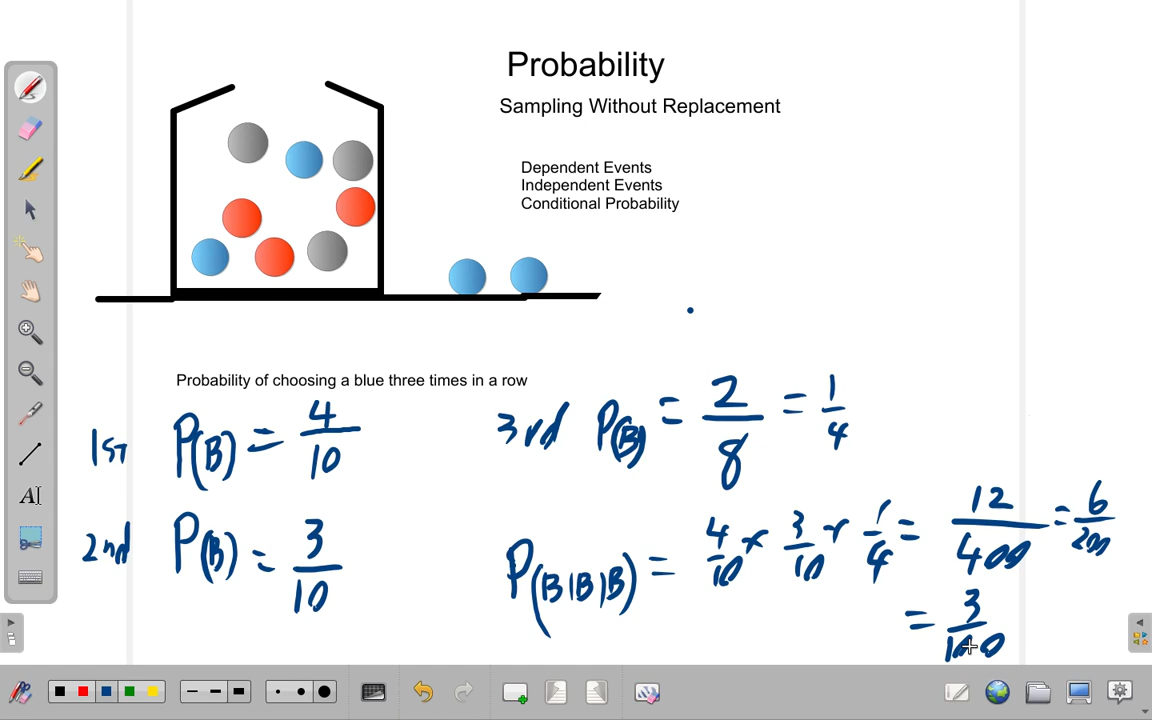 Probability
Sampling Without Replacement
Dependent Events
Independent Events
Conditional Probability
Probability of choosing a blue three times in a row
1st P(B) = 4/10
2nd P(B) = 3/10
3rd P(B) = 2/8 = 1/4
P(B|B|B) = 4/10 x 3/10 x 1/4 = 12/400 = 6/200
= 3/100
A